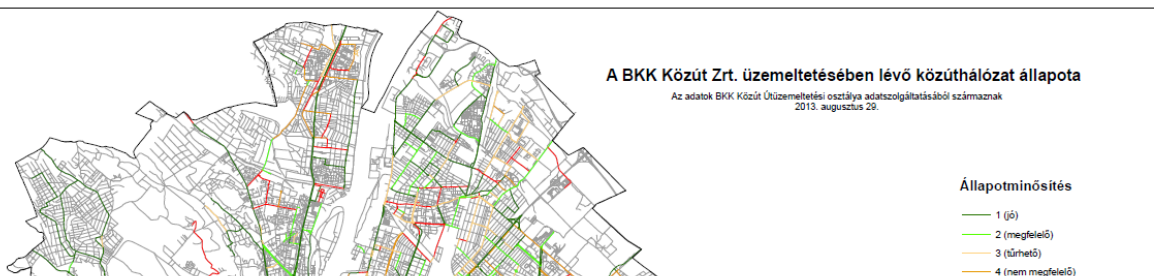 A BKK Közút Zrt. üzemeltetésében lévő közúthálózat állapota
Az adatok BKK Közút Útüzemeltetési osztálya adatszolgáltatásából származnak
2013. augusztus 29.
Állapotminősítés
1 (jó)
2 (megfelelő)
3 (tűrhető)
4 (nem megfelelő)